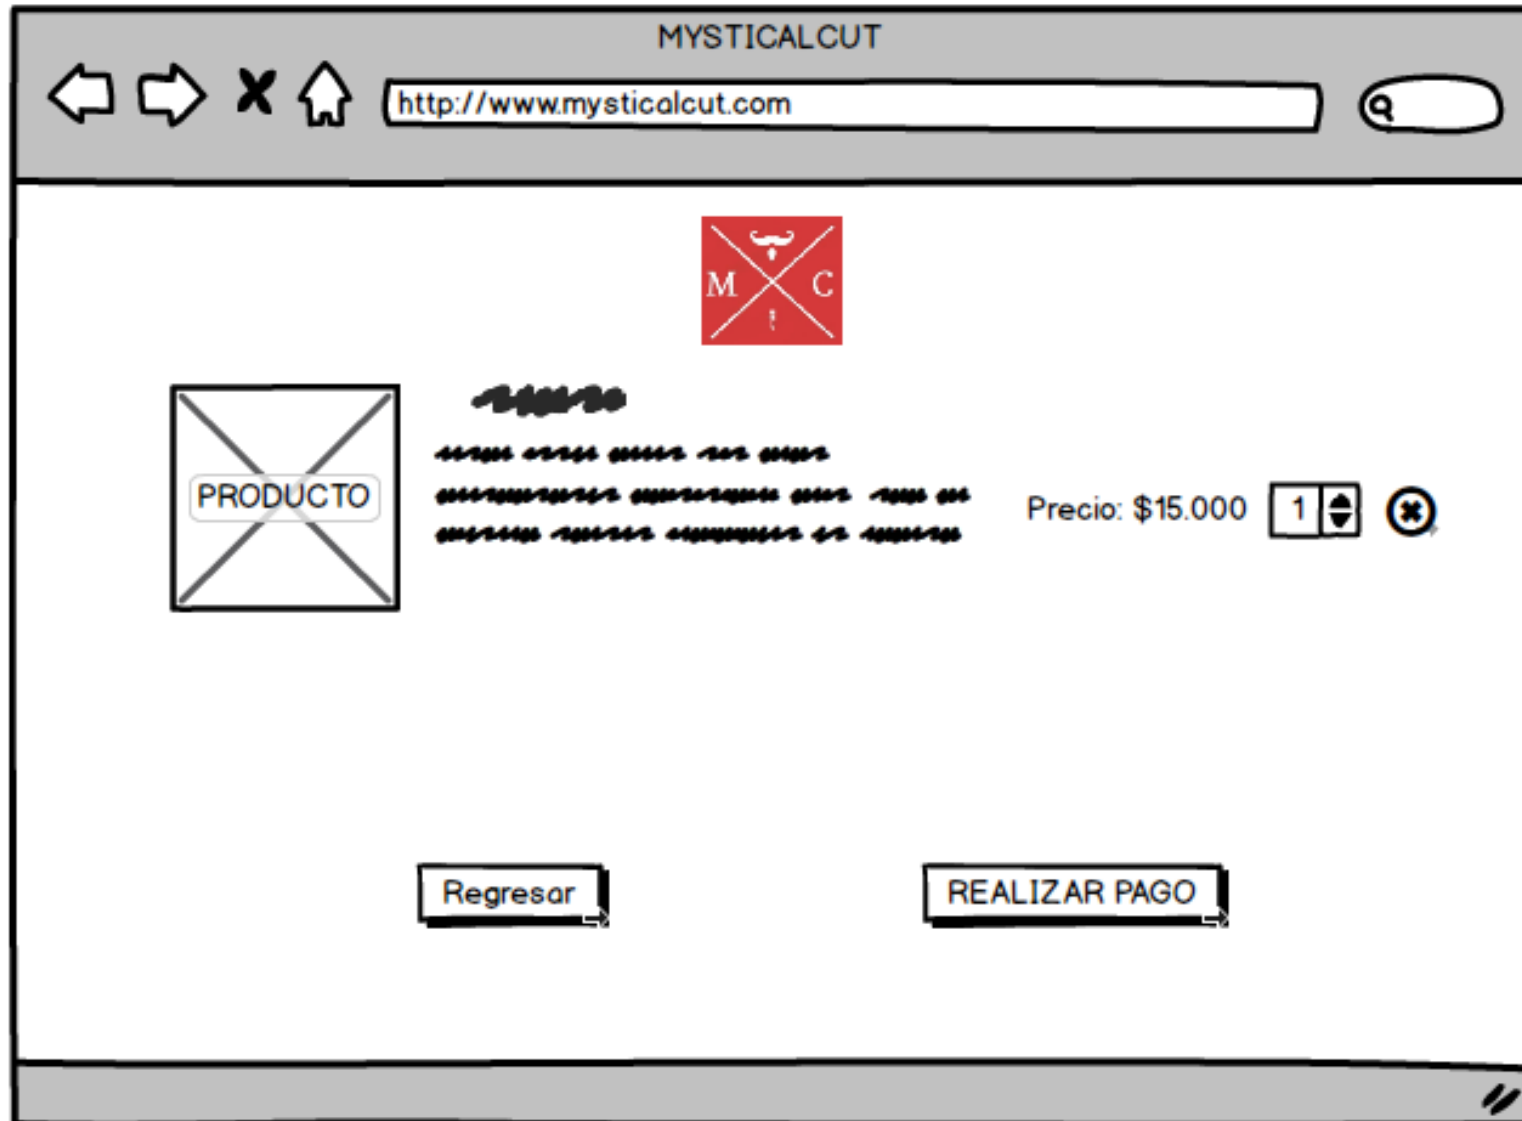 MYSTICALCUT
http://www.mysticalcut.com
M C
PRODUCTO
Precio: $15.000 1
Regresar
REALIZAR PAGO